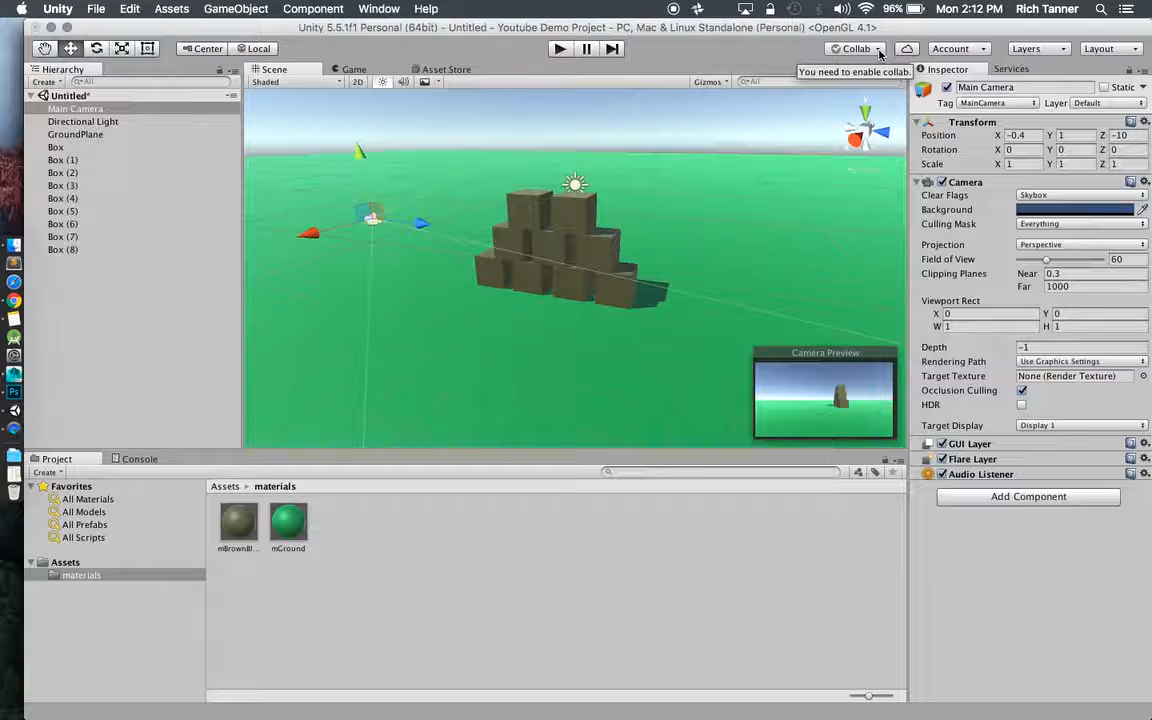 Unity File Edit Assets GameObject Component Window Help 96% Mon 2:12 PM Rich Tanner
Unity 5.5.1f1 Personal (64bit) - Untitled - Youtube Demo Project - PC, Mac & Linux Standalone (Personal) <OpenGL 4.1>
Center Local Collab Account Layers Layout
You need to enable collab.
Hierarchy
Create All
Untitled*
Main Camera
Directional Light
GroundPlane
Box
Box (1)
Box (2)
Box (3)
Box (4)
Box (5)
Box (6)
Box (7)
Box (8)
Scene Game Asset Store
Shaded 2D Gizmos All
Camera Preview
Inspector Services
Main Camera Static
Tag MainCamera Layer Default
Transform
Position X -0.4 Y 1 Z -10
Rotation X 0 Y 0 Z 0
Scale X 1 Y 1 Z 1
Camera
Clear Flags Skybox
Background
Culling Mask Everything
Projection Perspective
Field of View 60
Clipping Planes Near 0.3
Far 1000
Viewport Rect
X 0 Y 0
W 1 H 1
Depth -1
Rendering Path Use Graphics Settings
Target Texture None (Render Texture)
Occlusion Culling
HDR
Target Display Display 1
GUI Layer
Flare Layer
Audio Listener
Add Component
Project Console
Create
Favorites
All Materials
All Models
All Prefabs
All Scripts
Assets
materials
Assets materials
mBrownBl... mGround
Ps